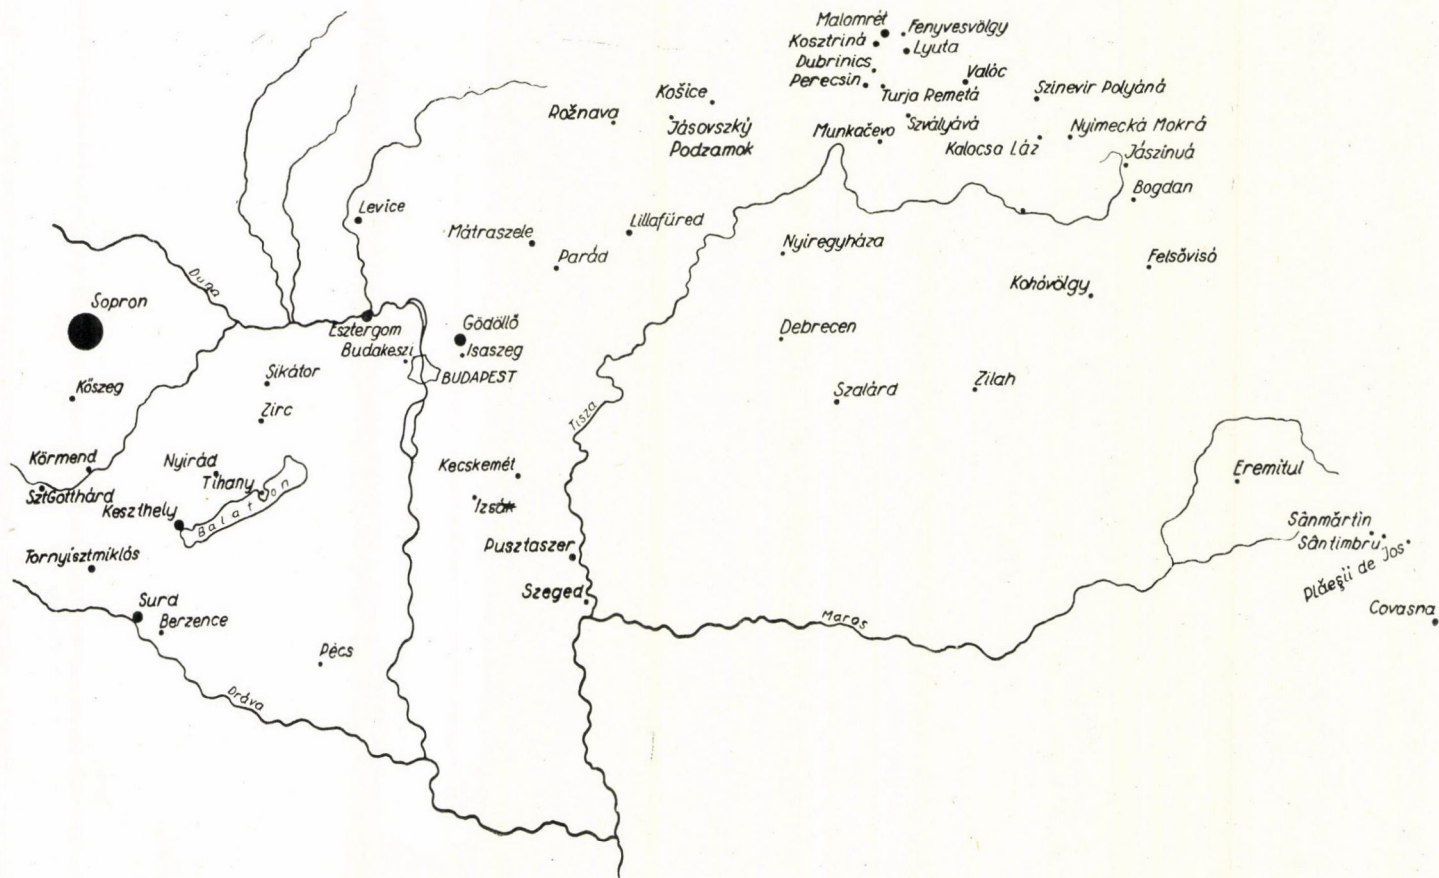 Malomrét
Fenyvesvölgy
Kosztriná
Lyuta
Dubrinics
Valóc
Perecsin
Turja Remetá
Szinevir Polyáná
Košice
Rožnava
Jásovszký
Podzamok
Munkačevo
Szvályává
Kalocsa Láz
Nyimecká Mokrá
Jászinuá
Bogdan
Levice
Mátraszele
Lillafüred
Parád
Nyiregyháza
Felsővisó
Kohóvölgy
Duna
Sopron
Esztergom
Gödöllő
Budakeszi
Isaszeg
BUDAPEST
Debrecen
Sikátor
Kőszeg
Zirc
Szalárd
Zilah
Tisza
Körmend
Nyirád
Tihany
Kecskemét
Eremitul
SztGotthárd
Keszthely
Balaton
Izsák
Sânmărtin
Sântimbru
Plăeşii de Jos
Tornyisztmiklós
Pusztaszer
Szeged
Surd
Berzence
Maros
Covasna
Pécs
Dráva